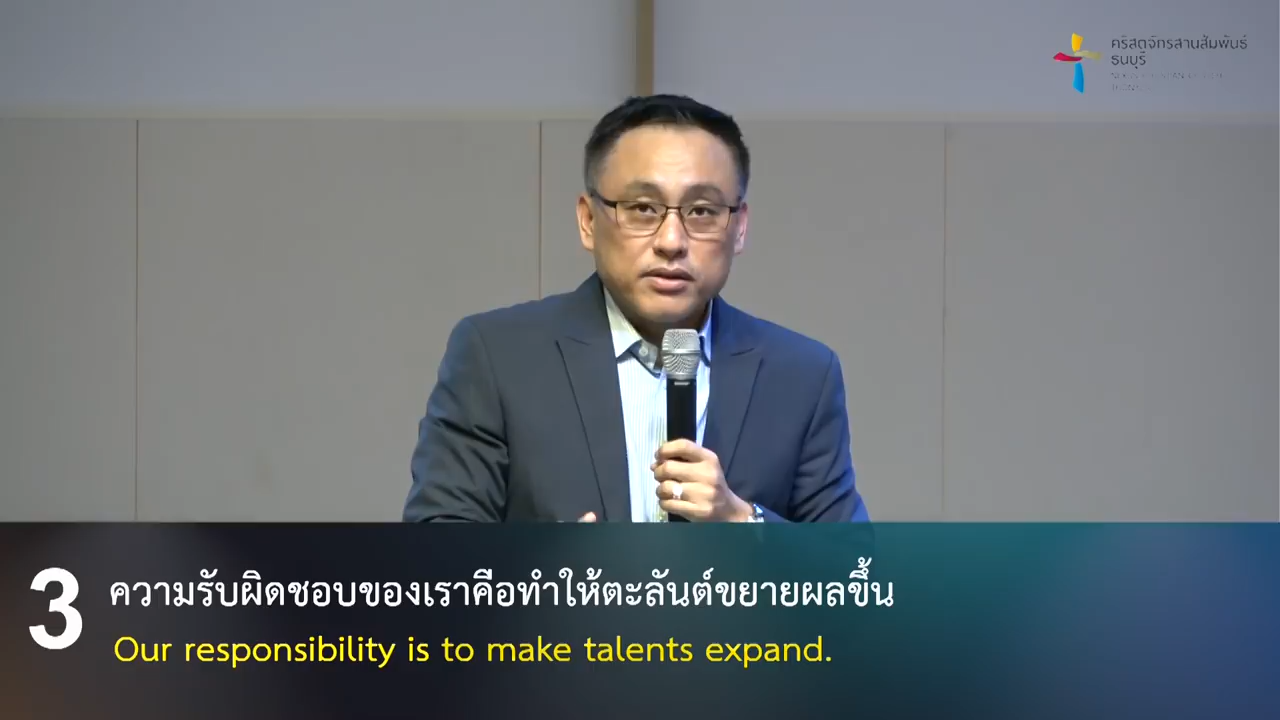 คริสตจักรสานสัมพันธ์
ธนบุรี
3
ความรับผิดชอบของเราคือทำให้ตะลันต์ขยายผลขึ้น
Our responsibility is to make talents expand.